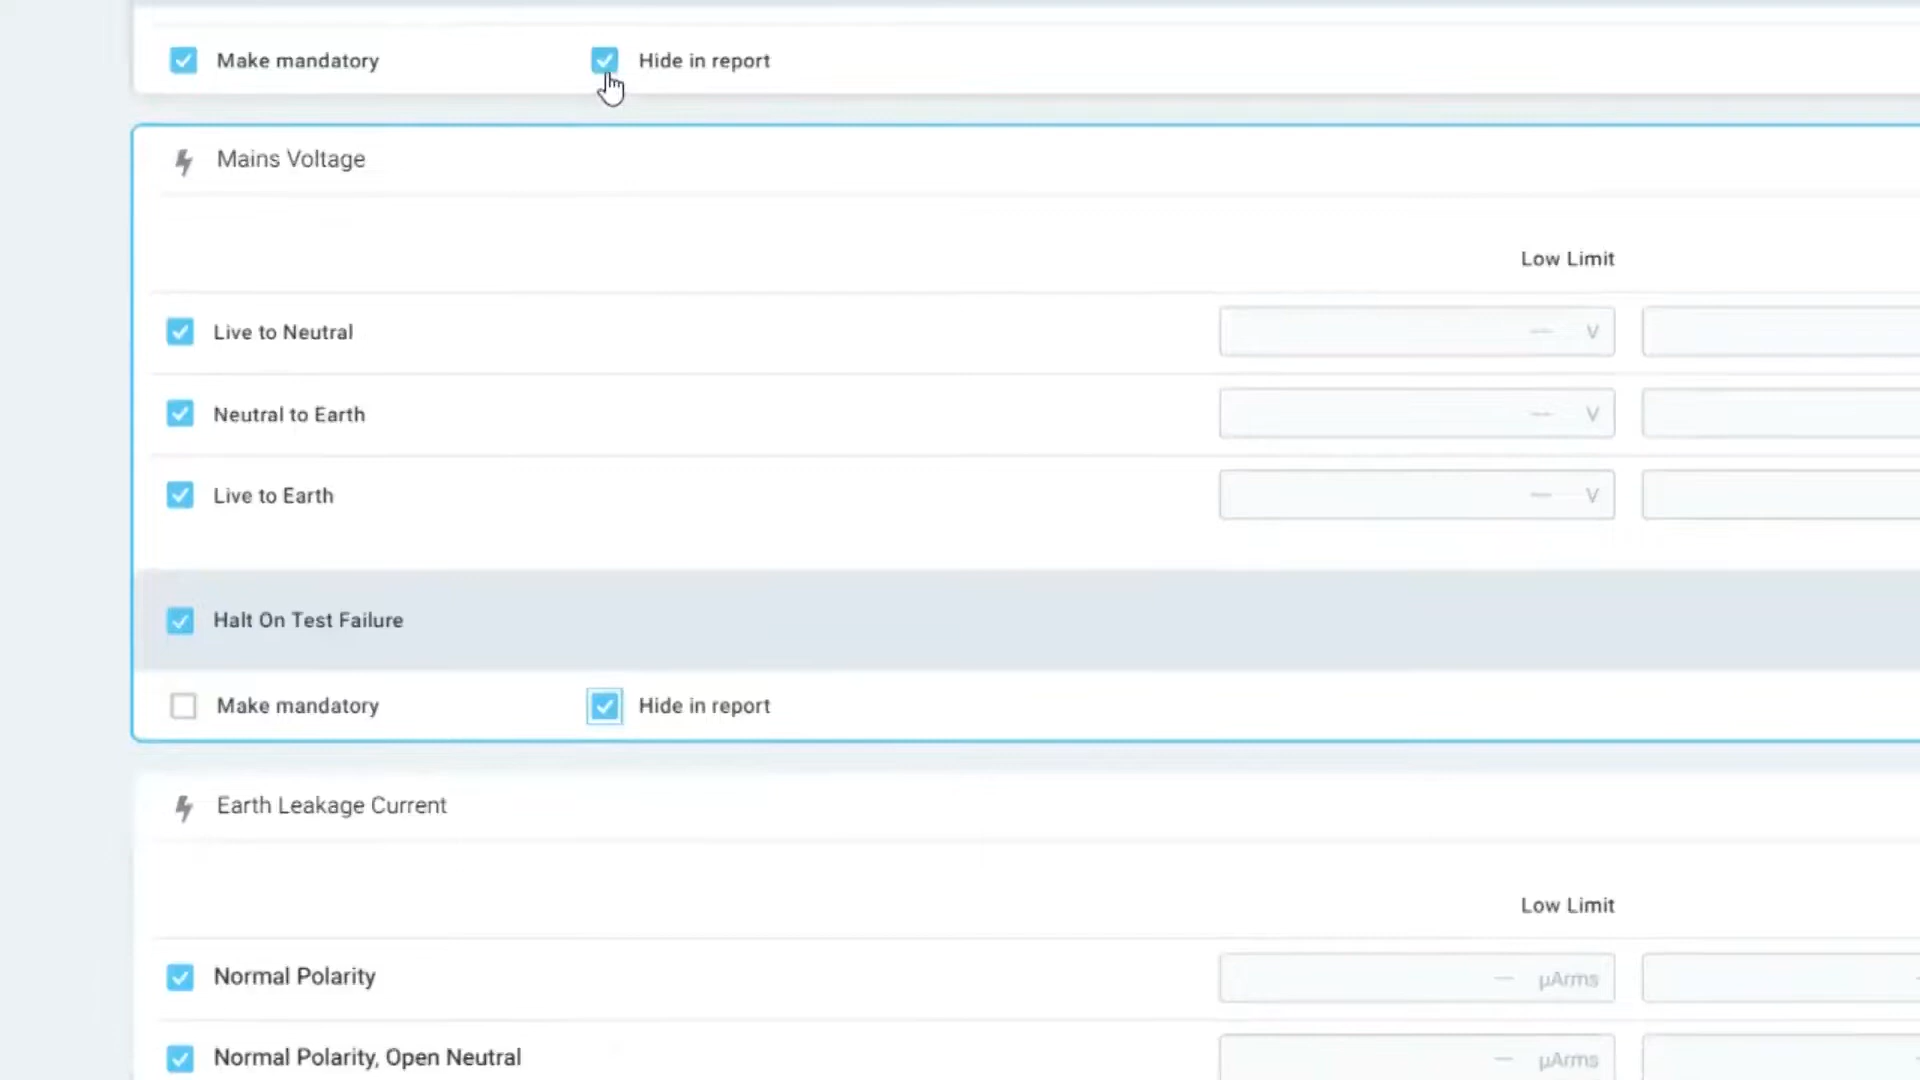 Make mandatory Hide in report
Mains Voltage
Low Limit
Live to Neutral — V
Neutral to Earth — V
Live to Earth — V
Halt On Test Failure
Make mandatory Hide in report
Earth Leakage Current
Low Limit
Normal Polarity — μArms
Normal Polarity, Open Neutral — μArms